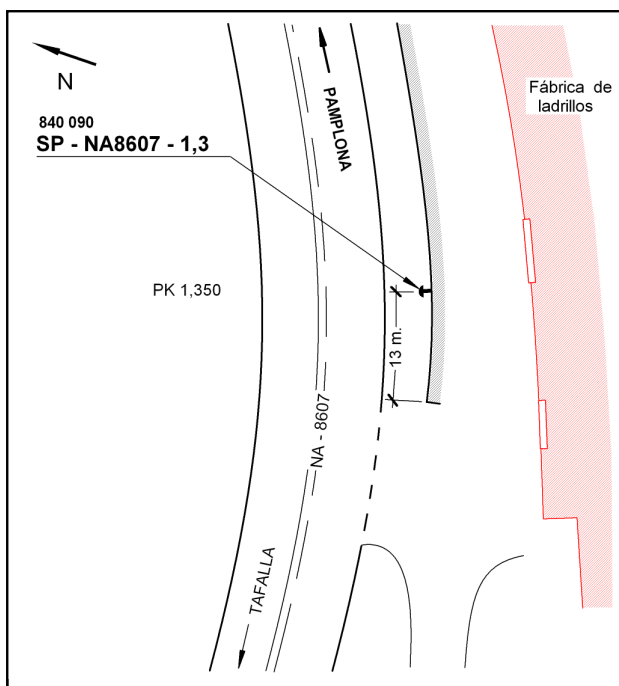 N
Fábrica de
ladrillos
840 090
SP - NA8607 - 1,3
PAMPLONA
PK 1,350
13 m.
NA - 8607
TAFALLA